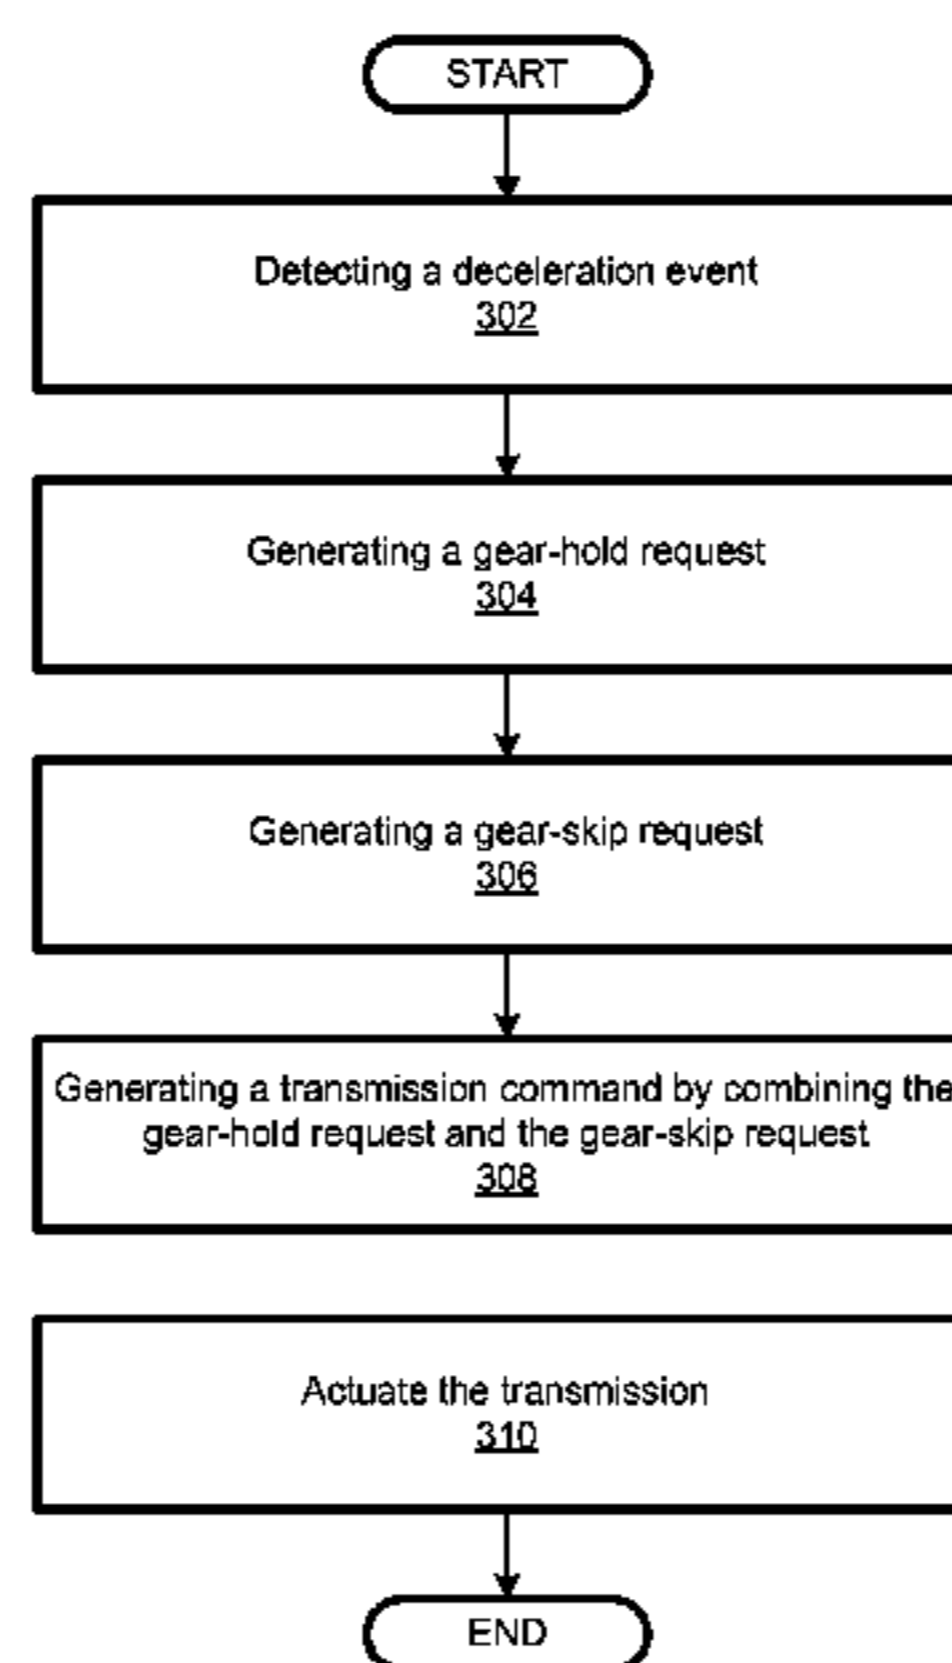 START
Detecting a deceleration event
302
Generating a gear-hold request
304
Generating a gear-skip request
306
Generating a transmission command by combining the
gear-hold request and the gear-skip request
308
Actuate the transmission
310
END